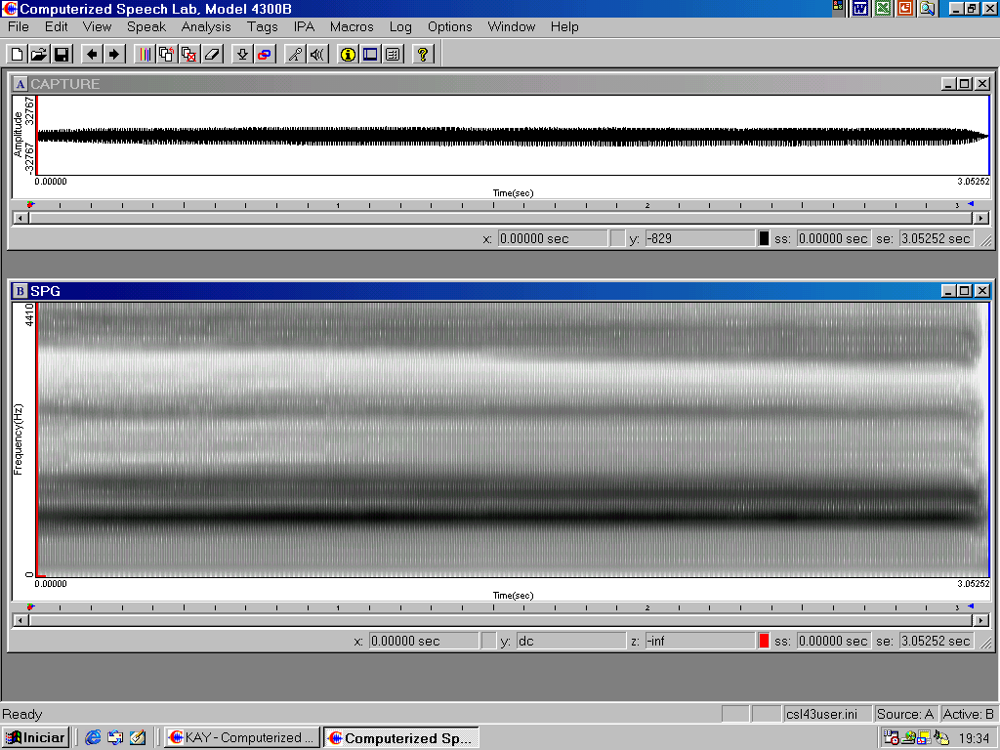 Computerized Speech Lab, Model 4300B
File Edit View Speak Analysis Tags IPA Macros Log Options Window Help
A CAPTURE
Amplitude
-32767 32767
0.00000 3.05252
Time(sec)
1 2 3
x: 0.00000 sec y: -829 ss: 0.00000 sec se: 3.05252 sec
B SPG
4410
Frequency(Hz)
0
0.00000 3.05252
Time(sec)
1 2 3
x: 0.00000 sec y: dc z: -inf ss: 0.00000 sec se: 3.05252 sec
Ready csl43user.ini Source: A Active: B
Iniciar KAY - Computerized ... Computerized Sp... 19:34